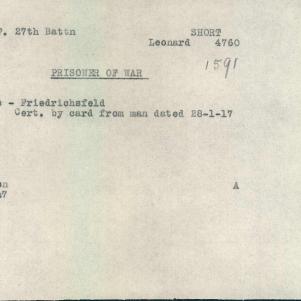 27th Battn SHORT
Leonard 4760
1591
PRISONER OF WAR
- Friedrichsfeld
Cert. by card from man dated 28-1-17
A